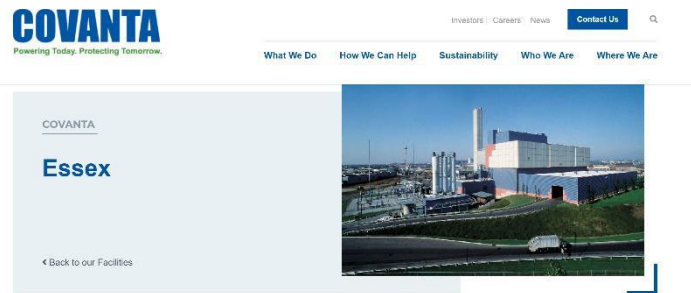 COVANTA
Powering Today. Protecting Tomorrow.
Investors Careers News Contact Us
What We Do How We Can Help Sustainability Who We Are Where We Are
COVANTA
Essex
Back to our Facilities